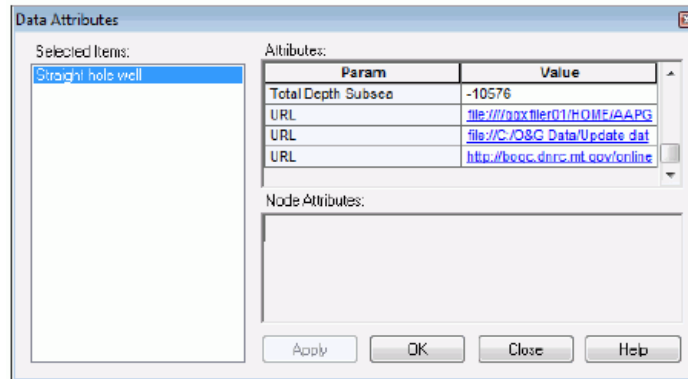 Data Attributes
Selected Items:
Straight hole well
Attributes:
Param Value
Total Depth Subsea -10576
URL file:////ggxfiler01/HOME/AAPG
URL file://C:/O&G Data/Update dat
URL http://bogc.dnrc.mt.gov/online
Node Attributes:
Apply OK Close Help